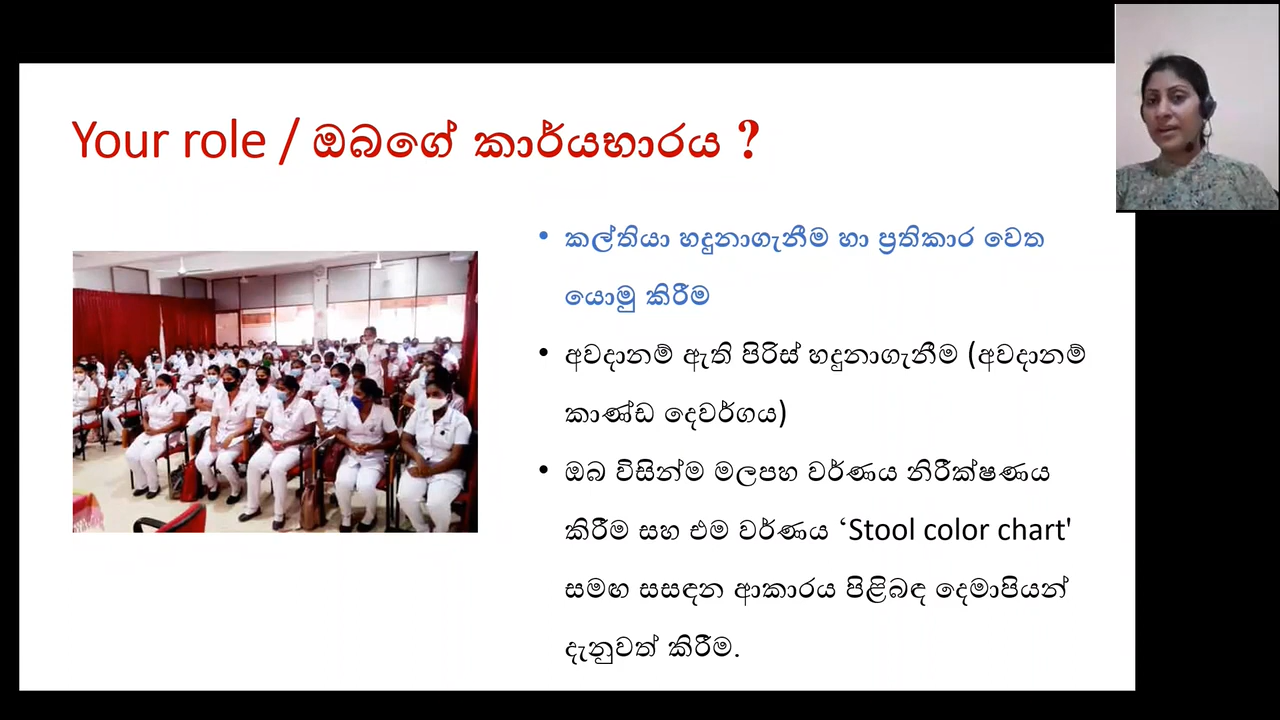 Your role / ඔබගේ කාර්යභාරය ?
• කල්තියා හඳුනාගැනීම හා ප්‍රතිකාර වෙත
යොමු කිරීම
• අවදානම් ඇති පිරිස් හඳුනාගැනීම (අවදානම්
කාණ්ඩ දෙවර්ගය)
• ඔබ විසින්ම මලපහ වර්ණය නිරීක්ෂණය
කිරීම සහ එම වර්ණය ‘Stool color chart'
සමඟ සසඳන ආකාරය පිළිබඳ දෙමාපියන්
දැනුවත් කිරීම.